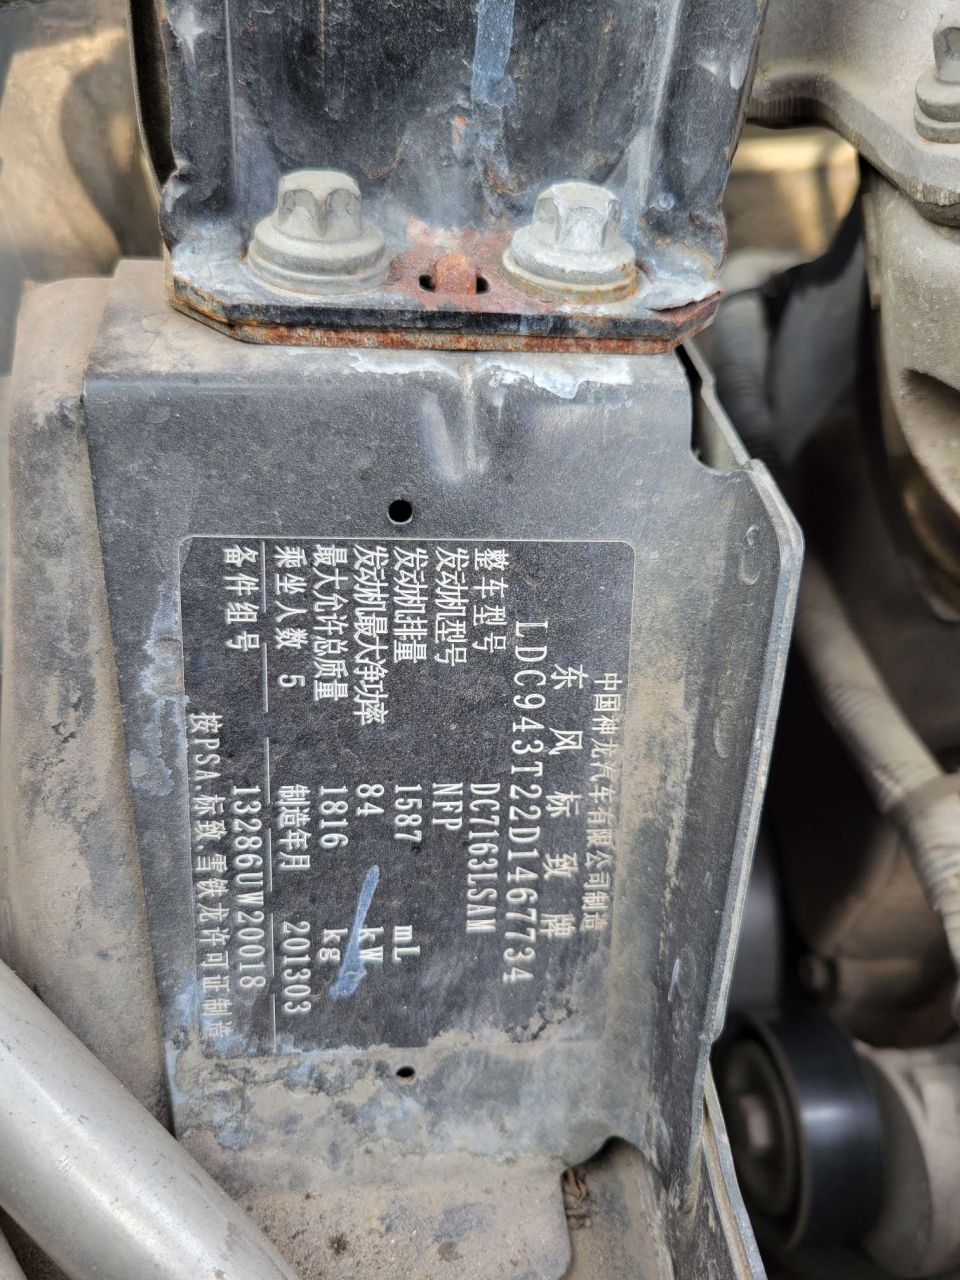 中国神龙汽车有限公司制造
东风标致牌
LDC943T22D1467734
整车型号 DC7163LSAM
发动机型号 NFP
发动机排量 1587 mL
发动机最大净功率 84 kW
最大允许总质量 1816 kg
乘坐人数 5 制造年月 201303
备件组号 13286UW20018
按PSA.标致.雪铁龙许可证制造